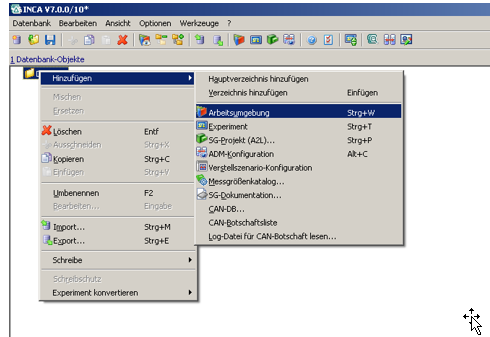 INCA V7.0.0/10*
Datenbank Bearbeiten Ansicht Optionen Werkzeuge ?
1 Datenbank-Objekte
Hinzufügen
Mischen
Ersetzen
Löschen Entf
Ausschneiden Strg+X
Kopieren Strg+C
Einfügen Strg+V
Umbenennen F2
Bearbeiten... Eingabe
Import... Strg+M
Export... Strg+E
Schreibe
Schreibschutz
Experiment konvertieren
Hauptverzeichnis hinzufügen
Verzeichnis hinzufügen Einfügen
Arbeitsumgebung Strg+W
Experiment Strg+T
SG-Projekt (A2L)... Strg+P
ADM-Konfiguration Alt+C
Verstellszenario-Konfiguration
Messgrößenkatalog...
SG-Dokumentation...
CAN-DB...
CAN-Botschaftsliste
Log-Datei für CAN-Botschaft lesen...